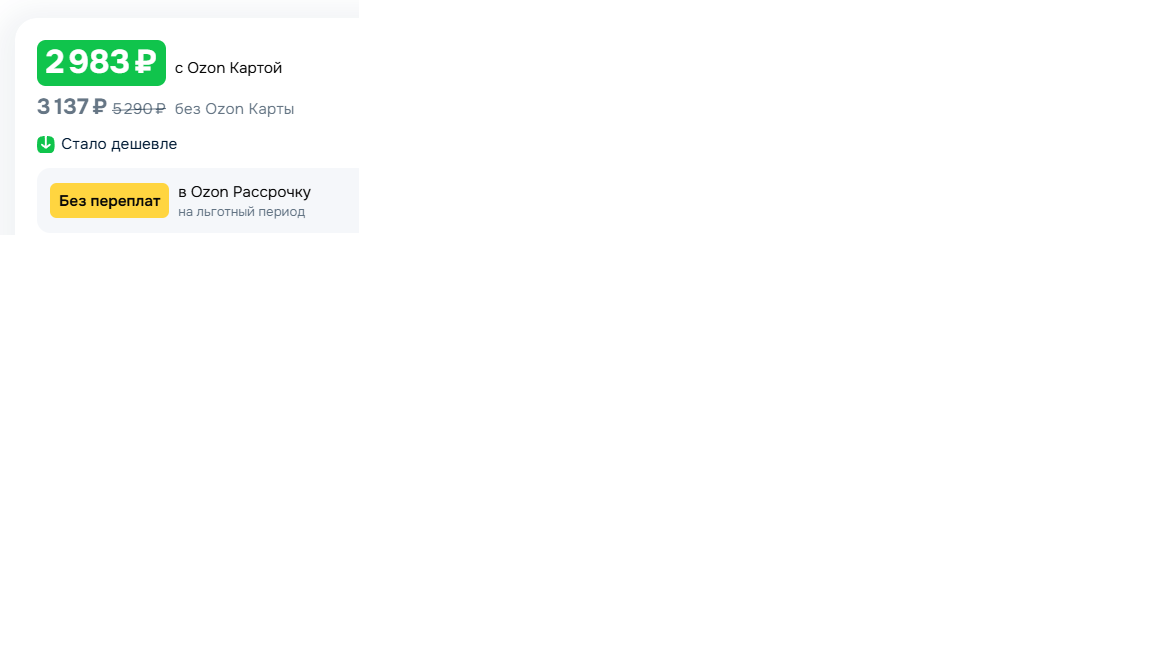 2 983 ₽ с Ozon Картой
3 137 ₽ 5 290 ₽ без Ozon Карты
Стало дешевле
Без переплат в Ozon Рассрочку
на льготный период